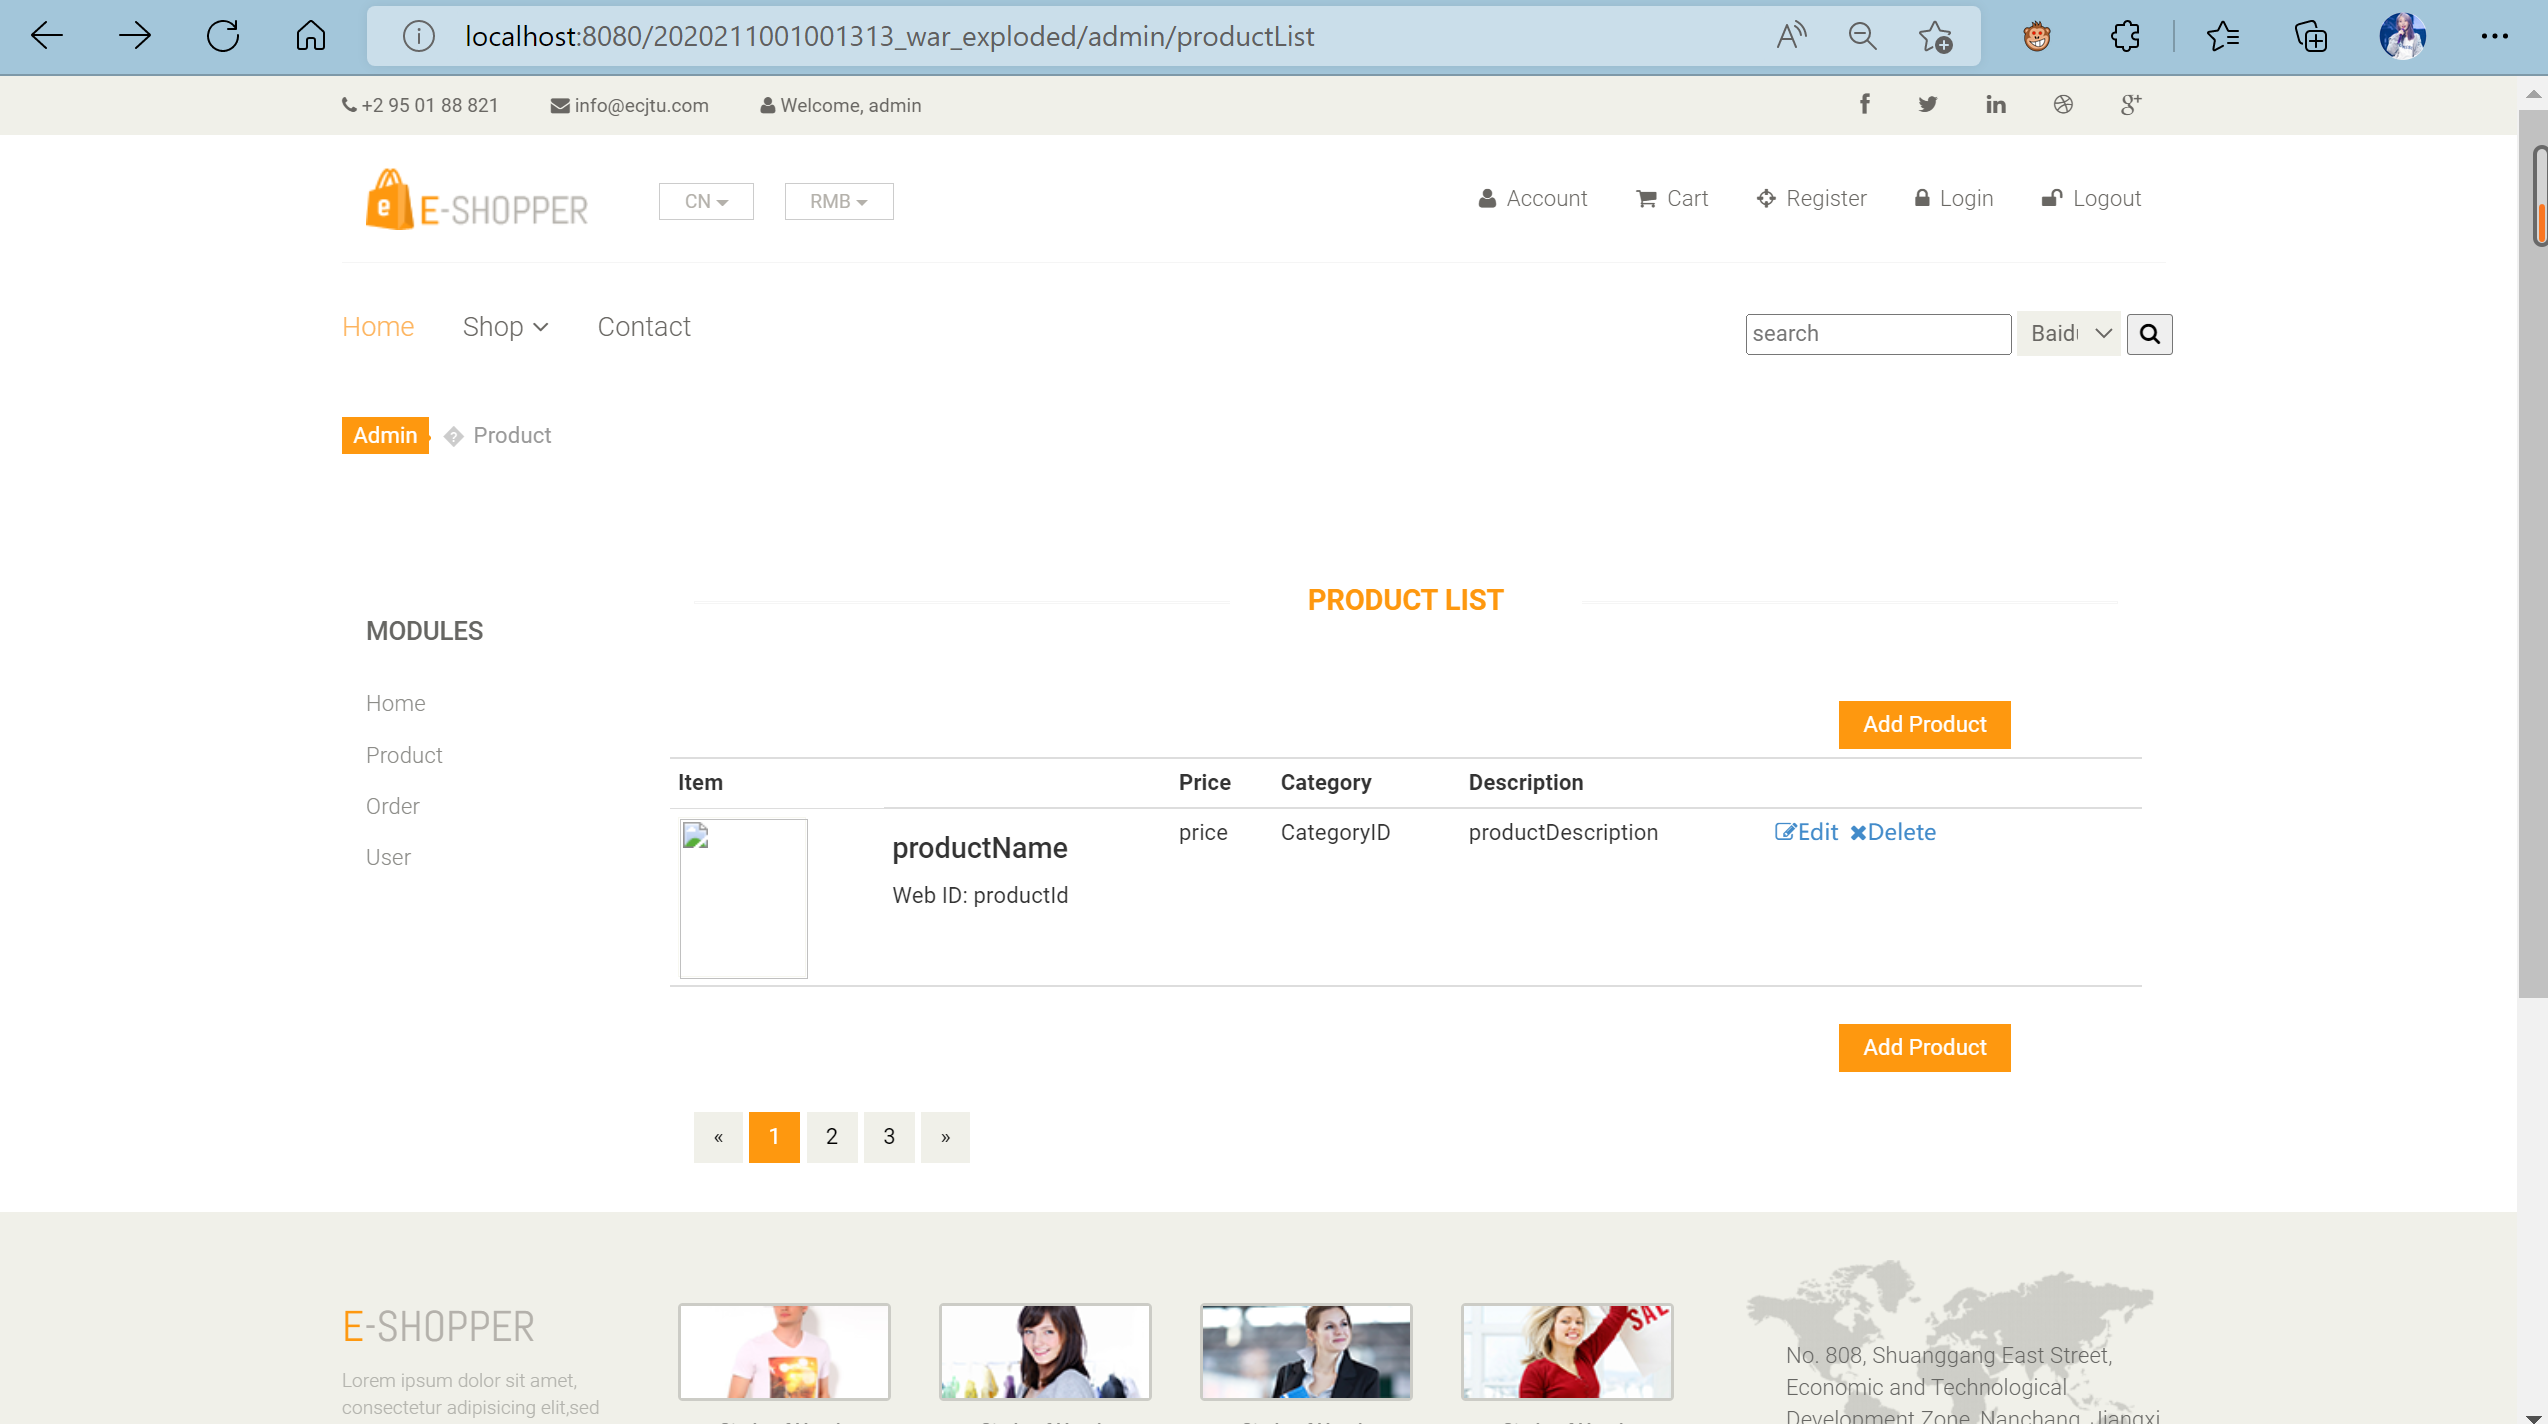 localhost:8080/2020211001001313_war_exploded/admin/productList
+2 95 01 88 821 info@ecjtu.com Welcome, admin
E-SHOPPER CN RMB Account Cart Register Login Logout
Home Shop Contact search Baid
Admin Product
PRODUCT LIST
MODULES
Home
Product
Order
User
Add Product
Item Price Category Description
productName price CategoryID productDescription Edit Delete
Web ID: productId
Add Product
« 1 2 3 »
E-SHOPPER
Lorem ipsum dolor sit amet,
consectetur adipisicing elit,sed
SALE
No. 808, Shuanggang East Street,
Economic and Technological
Development Zone, Nanchang, Jiangxi